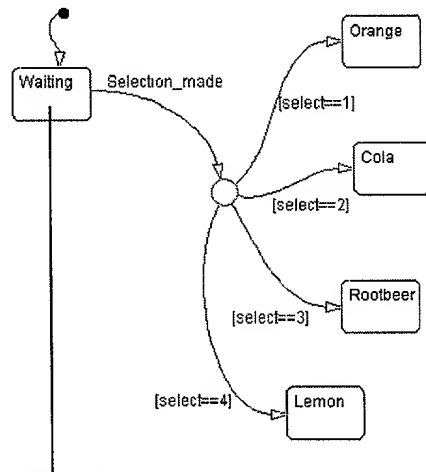 Orange
Waiting
Selection_made
[select==1]
Cola
[select==2]
Rootbeer
[select==3]
[select==4]
Lemon